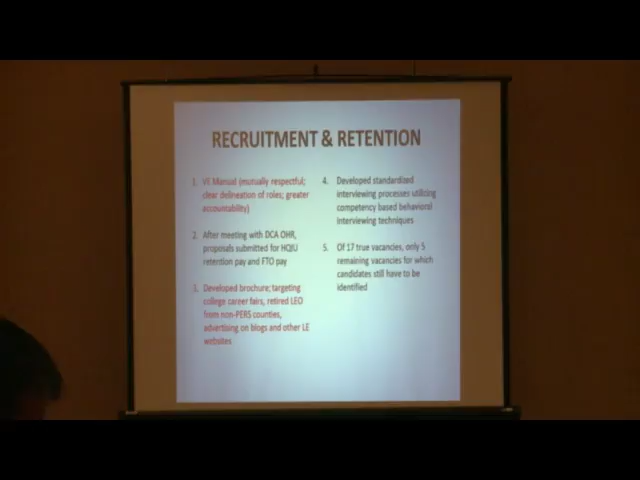 RECRUITMENT & RETENTION
1. VE Manual (mutually respectful;
clear delineation of roles; greater
accountability)
2. After meeting with DCA OHR,
proposals submitted for HQIU
retention pay and FTO pay
3. Developed brochure; targeting
college career fairs, retired LEO
from non-PERS counties,
advertising on blogs and other LE
websites
4. Developed standardized
interviewing processes utilizing
competency based behavioral
interviewing techniques
5. Of 17 true vacancies, only 5
remaining vacancies for which
candidates still have to be
identified